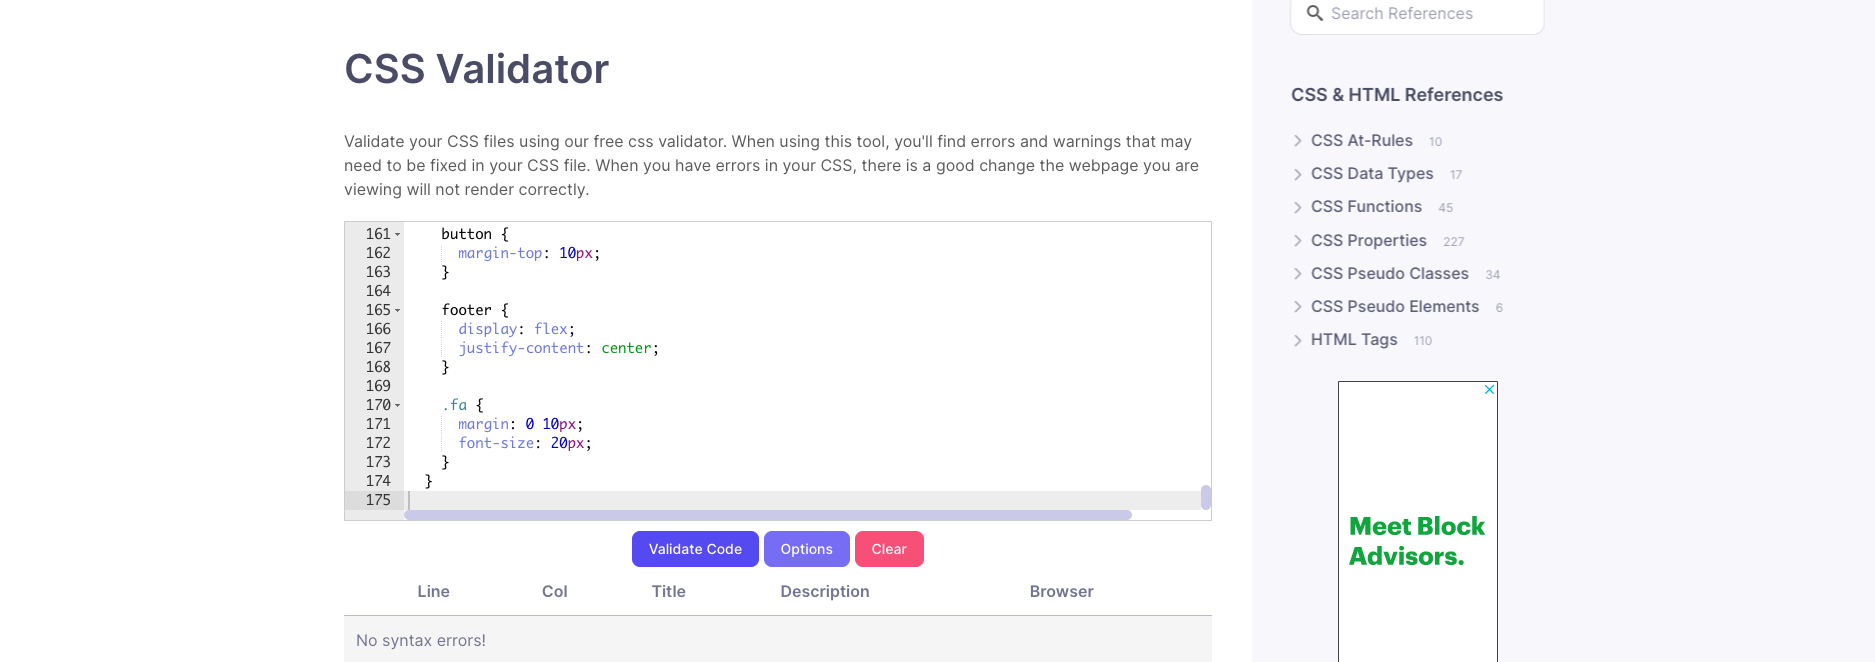 CSS Validator
Validate your CSS files using our free css validator. When using this tool, you'll find errors and warnings that may
need to be fixed in your CSS file. When you have errors in your CSS, there is a good change the webpage you are
viewing will not render correctly.
161 button {
162 margin-top: 10px;
163 }
164
165 footer {
166 display: flex;
167 justify-content: center;
168 }
169
170 .fa {
171 margin: 0 10px;
172 font-size: 20px;
173 }
174 }
175
Validate Code Options Clear
Line Col Title Description Browser
No syntax errors!
Search References
CSS & HTML References
CSS At-Rules 10
CSS Data Types 17
CSS Functions 45
CSS Properties 227
CSS Pseudo Classes 34
CSS Pseudo Elements 6
HTML Tags 110
Meet Block
Advisors.